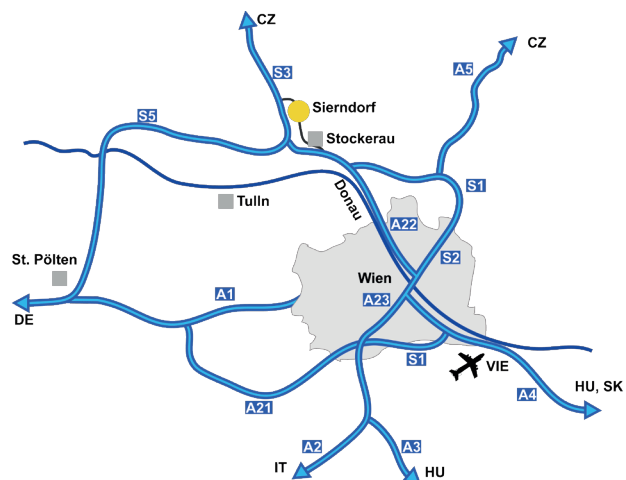 CZ
CZ
A5
S3
Sierndorf
S5
Stockerau
S1
Donau
Tulln
A22
S2
St. Pölten
Wien
A1
A23
DE
S1
VIE
HU, SK
A4
A21
A2
A3
IT
HU